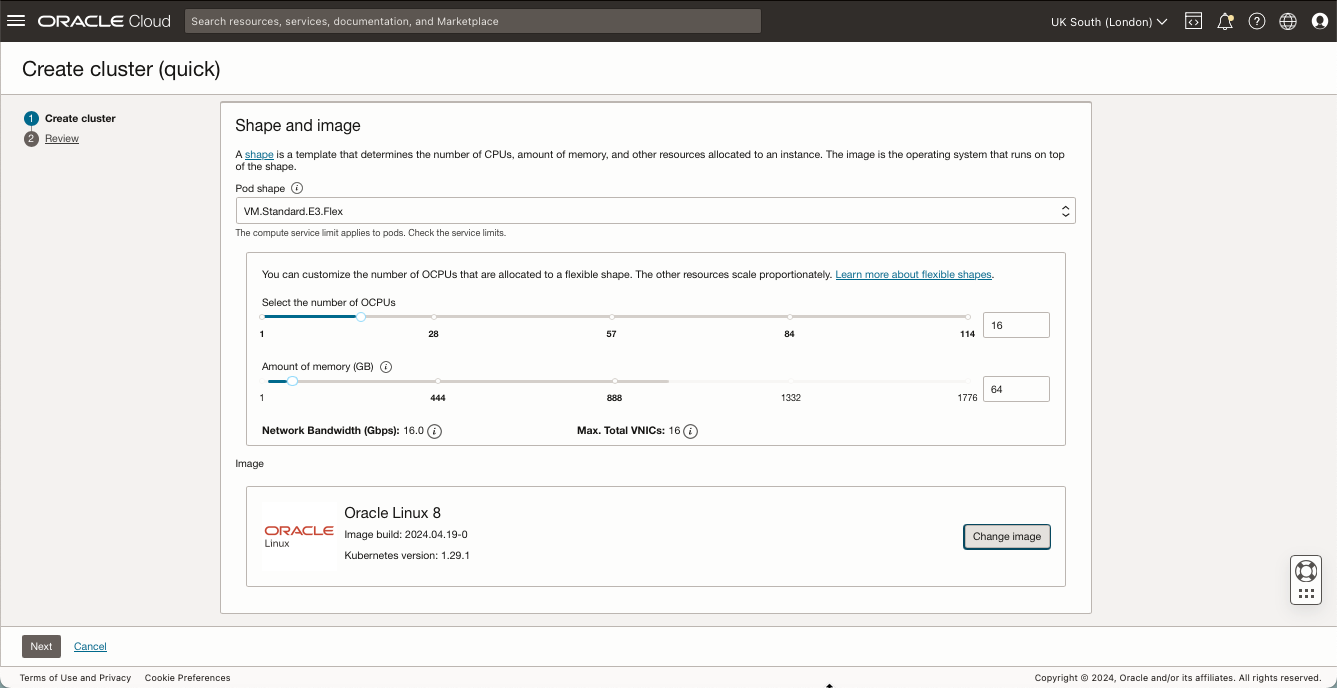 ORACLE Cloud
Search resources, services, documentation, and Marketplace
UK South (London)
Create cluster (quick)
1 Create cluster
2 Review
Shape and image
A shape is a template that determines the number of CPUs, amount of memory, and other resources allocated to an instance. The image is the operating system that runs on top
of the shape.
Pod shape
VM.Standard.E3.Flex
The compute service limit applies to pods. Check the service limits.
You can customize the number of OCPUs that are allocated to a flexible shape. The other resources scale proportionately. Learn more about flexible shapes.
Select the number of OCPUs
1 28 57 84 114
16
Amount of memory (GB)
1 444 888 1332 1776
64
Network Bandwidth (Gbps): 16.0 Max. Total VNICs: 16
Image
ORACLE
Linux
Oracle Linux 8
Image build: 2024.04.19-0
Kubernetes version: 1.29.1
Change image
Next Cancel
Terms of Use and Privacy Cookie Preferences
Copyright © 2024, Oracle and/or its affiliates. All rights reserved.